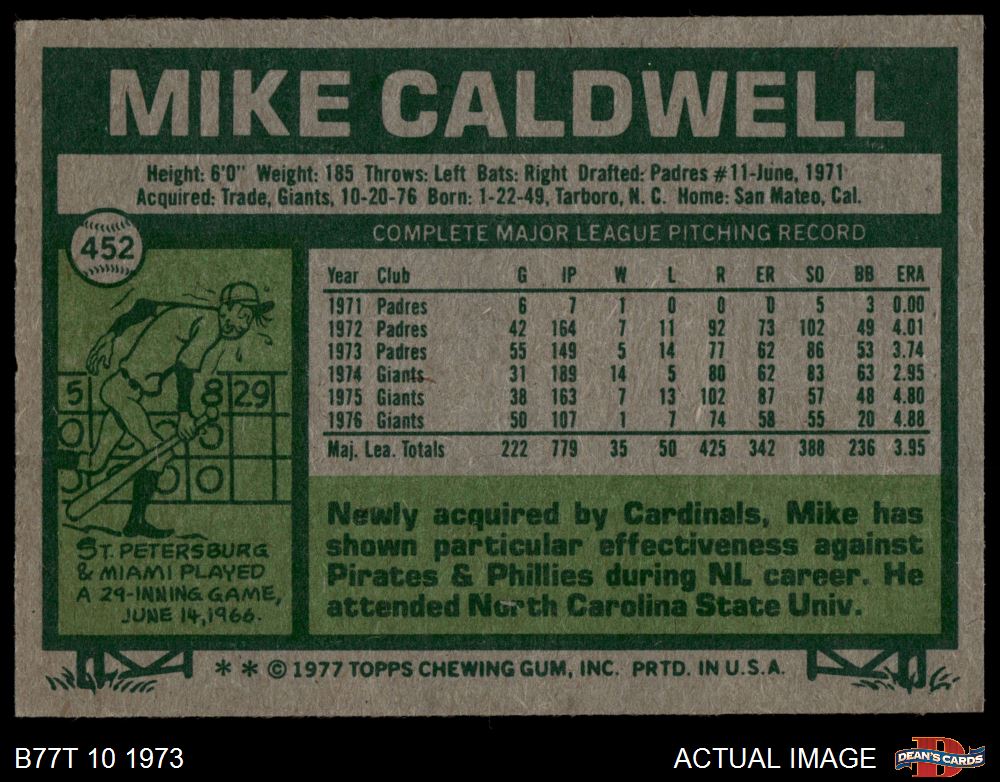 MIKE CALDWELL
Height: 6'0" Weight: 185 Throws: Left Bats: Right Drafted: Padres #11-June, 1971
Acquired: Trade, Giants, 10-20-76 Born: 1-22-49, Tarboro, N. C. Home: San Mateo, Cal.
452
COMPLETE MAJOR LEAGUE PITCHING RECORD
Year Club G IP W L R ER SO BB ERA
1971 Padres 6 7 1 0 0 0 5 3 0.00
1972 Padres 42 164 7 11 92 73 102 49 4.01
1973 Padres 55 149 5 14 77 62 86 53 3.74
1974 Giants 31 189 14 5 80 62 83 63 2.95
1975 Giants 38 163 7 13 102 87 57 48 4.80
1976 Giants 50 107 1 7 74 58 55 20 4.88
Maj. Lea. Totals 222 779 35 50 425 342 388 236 3.95
5 8 29
0 0
0
0 0 0
ST. PETERSBURG
& MIAMI PLAYED
A 29-INNING GAME,
JUNE 14, 1966.
Newly acquired by Cardinals, Mike has
shown particular effectiveness against
Pirates & Phillies during NL career. He
attended North Carolina State Univ.
* * © 1977 TOPPS CHEWING GUM, INC. PRTD. IN U.S.A.
B77T 10 1973
ACTUAL IMAGE
D
DEAN'S CARDS